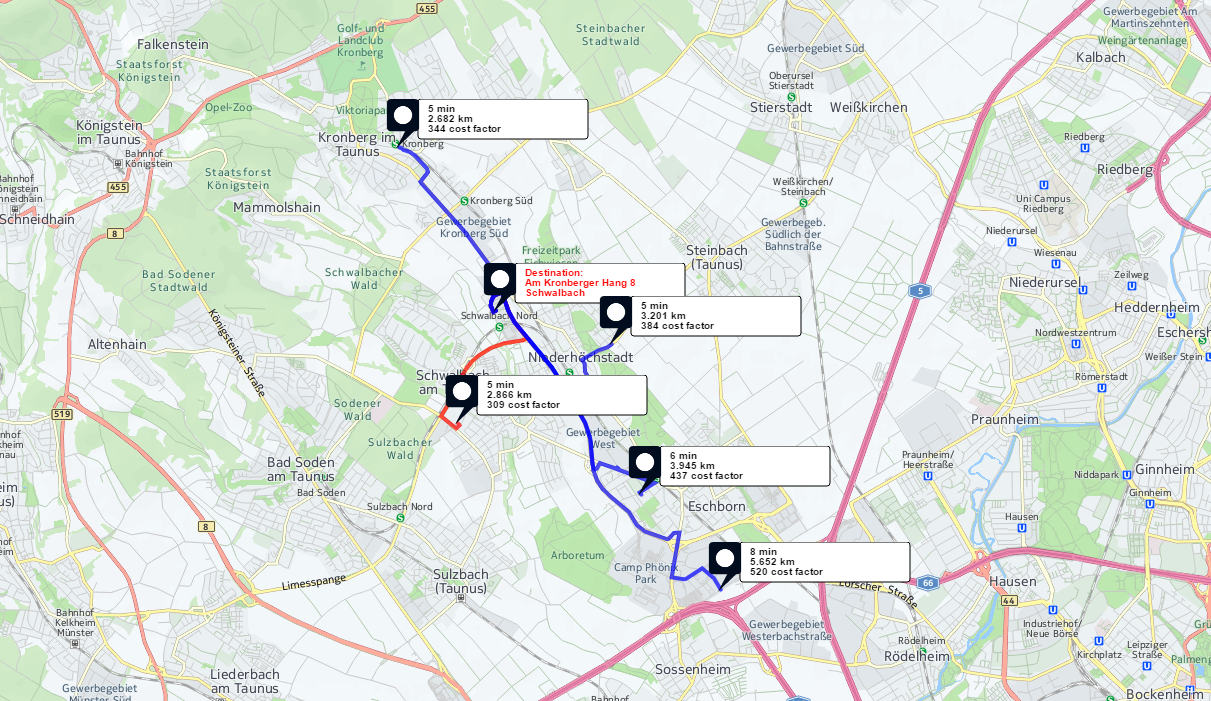 455
Falkenstein
Golf- und
Landclub
Kronberg
Steinbacher
Stadtwald
Gewerbegebiet Süd
Gewerbegebiet Am
Martinszehnten
Weingärtenanlage
Kalbach
Staatsforst
Königstein
Opel-Zoo
Oberursel
Stierstadt
Stierstadt
Weißkirchen
5 min
2.682 km
344 cost factor
Königstein
im Taunus
Bahnhof
Königstein
Kronberg im
Taunus
Kronberg
Riedberg
Riedberg
455
Staatsforst
Königstein
Weißkirchen/
Steinbach
Uni Campus
Riedberg
Mammolshain
Kronberg Süd
Gewerbegebiet
Kronberg Süd
Schneidhain
8
Gewerbegeb.
Südlich der
Bahnstraße
Niederursel
Wiesenau
Freizeitpark
Steinbach
(Taunus)
Bad Sodener
Stadtwald
Schwalbacher
Wald
Destination:
Am Kronberger Hang 8
Schwalbach
Zeilweg
Niederursel
5
Heddernheim
5 min
3.201 km
384 cost factor
Schwalbach Nord
Nordwestzentrum
Königsteiner Straße
Altenhain
Niederhöchstadt
Weißer Stein
Römerstadt
5 min
2.866 km
309 cost factor
519
Sodener
Wald
Praunheim
Gewerbegebiet
West
Sulzbacher
Wald
6 min
3.945 km
437 cost factor
Praunheim/
Heerstraße
Bad Soden
am Taunus
Bad Soden
Niddapark
Ginnheim
Ginnheim
Sulzbach Nord
Eschborn
Hausen
8
Arboretum
Camp Phönix
Park
8 min
5.652 km
520 cost factor
Limesspange
Sulzbach
(Taunus)
Lorscher Straße
66
Hausen
44
Bahnhof
Kelkheim
Münster
Gewerbegebiet
Westerbachstraße
Industriehof/
Neue Börse
Rödelheim
Rödelheim
Kirchplatz
Leipziger
Straße
Sossenheim
Liederbach
am Taunus
Gewerbegebiet
Münster Süd
Bahnhof
Bockenheim